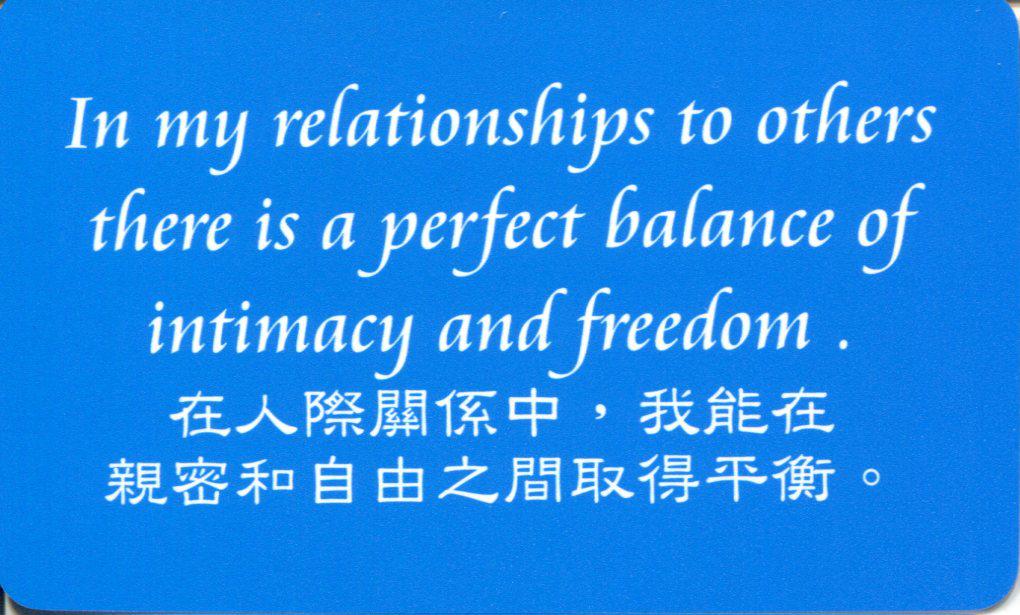 In my relationships to others
there is a perfect balance of
intimacy and freedom .
在人際關係中，我能在
親密和自由之間取得平衡。